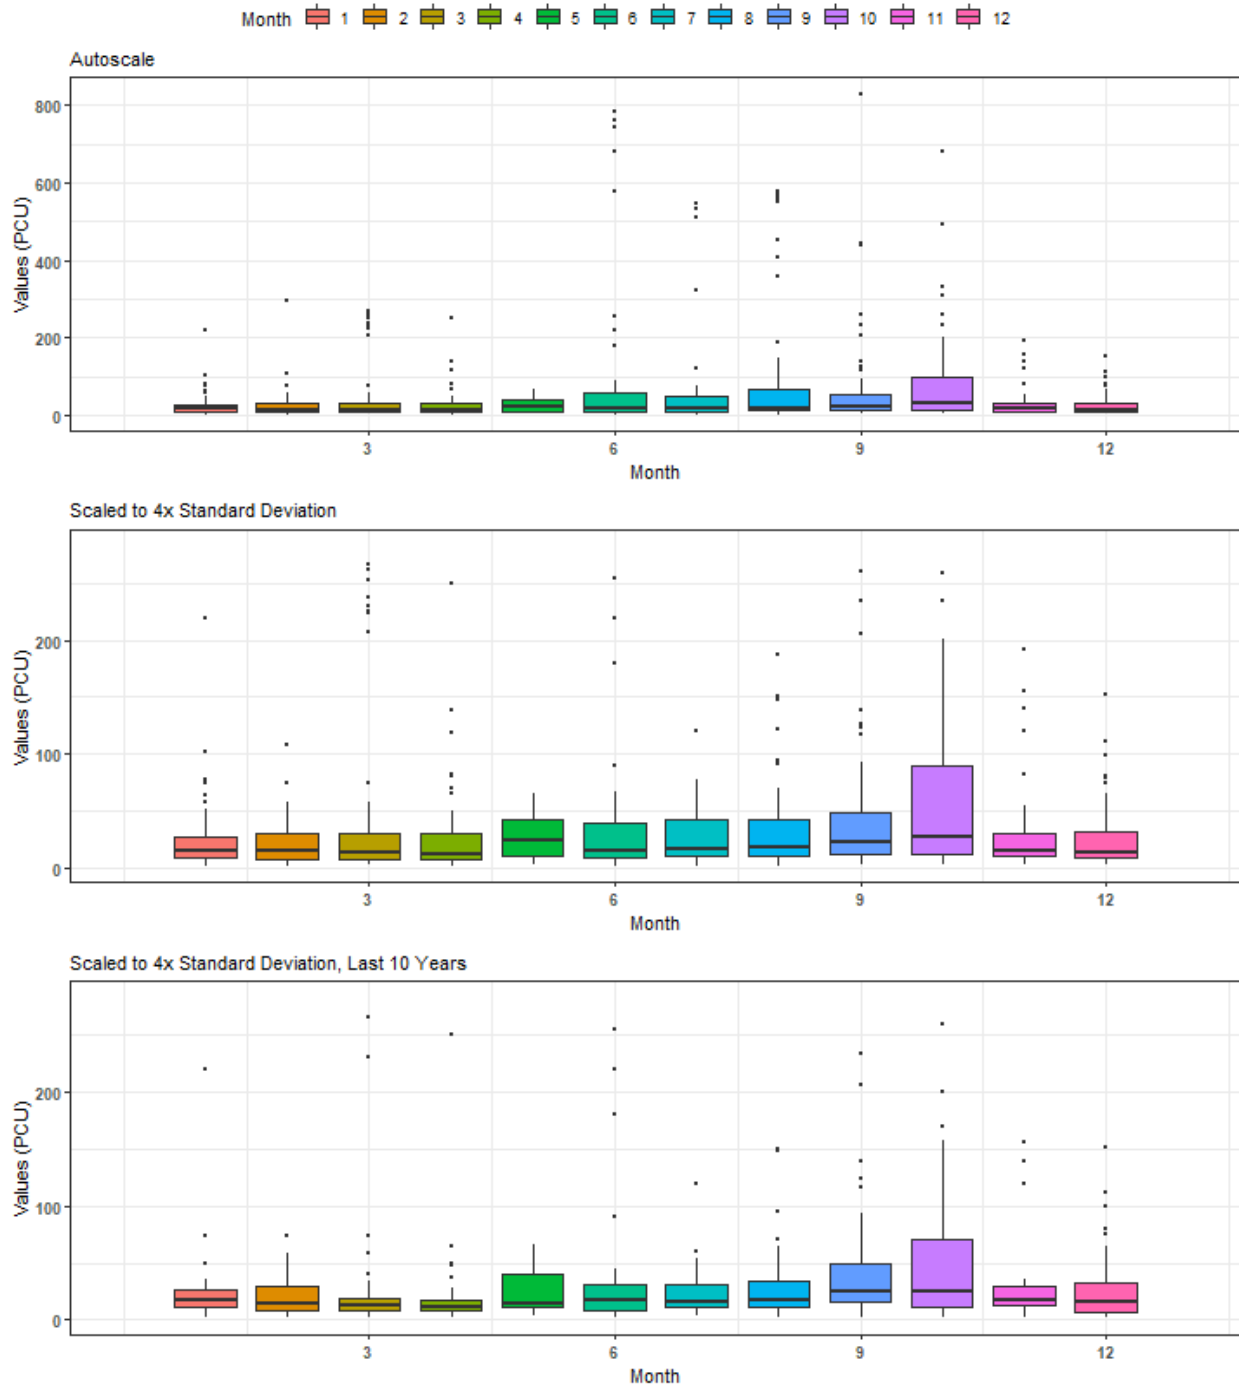 Month 1 2 3 4 5 6 7 8 9 10 11 12
Autoscale
Values (PCU)
800
600
400
200
0
3 6 9 12
Month
Scaled to 4x Standard Deviation
Values (PCU)
200
100
0
3 6 9 12
Month
Scaled to 4x Standard Deviation, Last 10 Years
Values (PCU)
200
100
0
3 6 9 12
Month